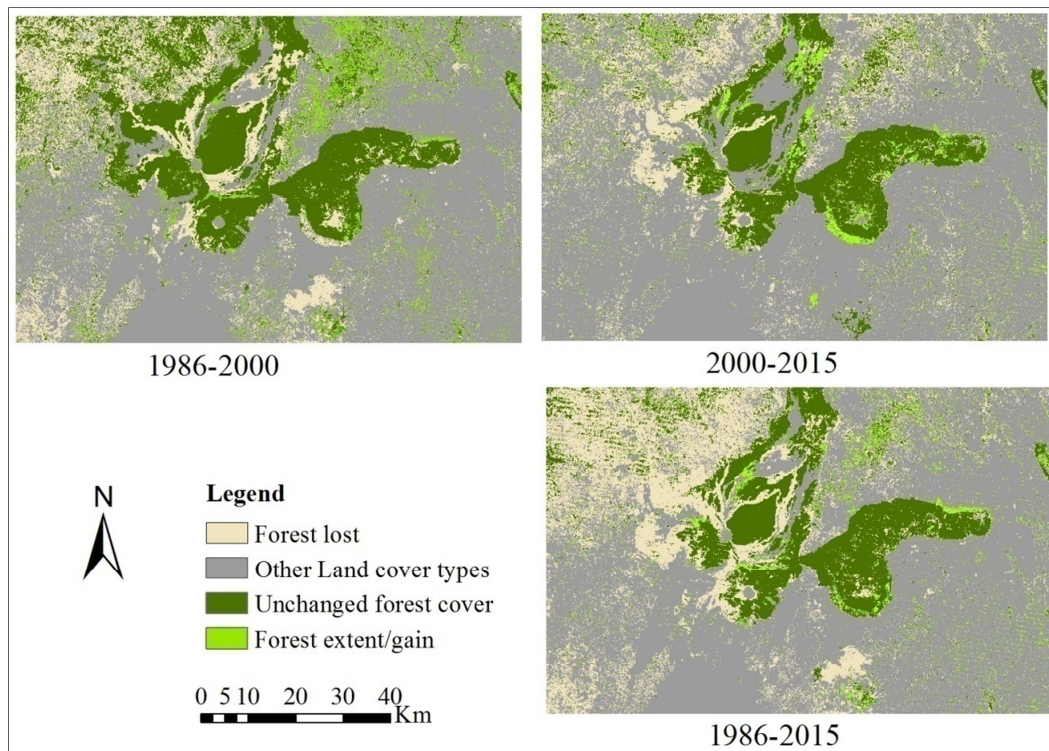 1986-2000
2000-2015
N
Legend
Forest lost
Other Land cover types
Unchanged forest cover
Forest extent/gain
0 5 10 20 30 40
Km
1986-2015